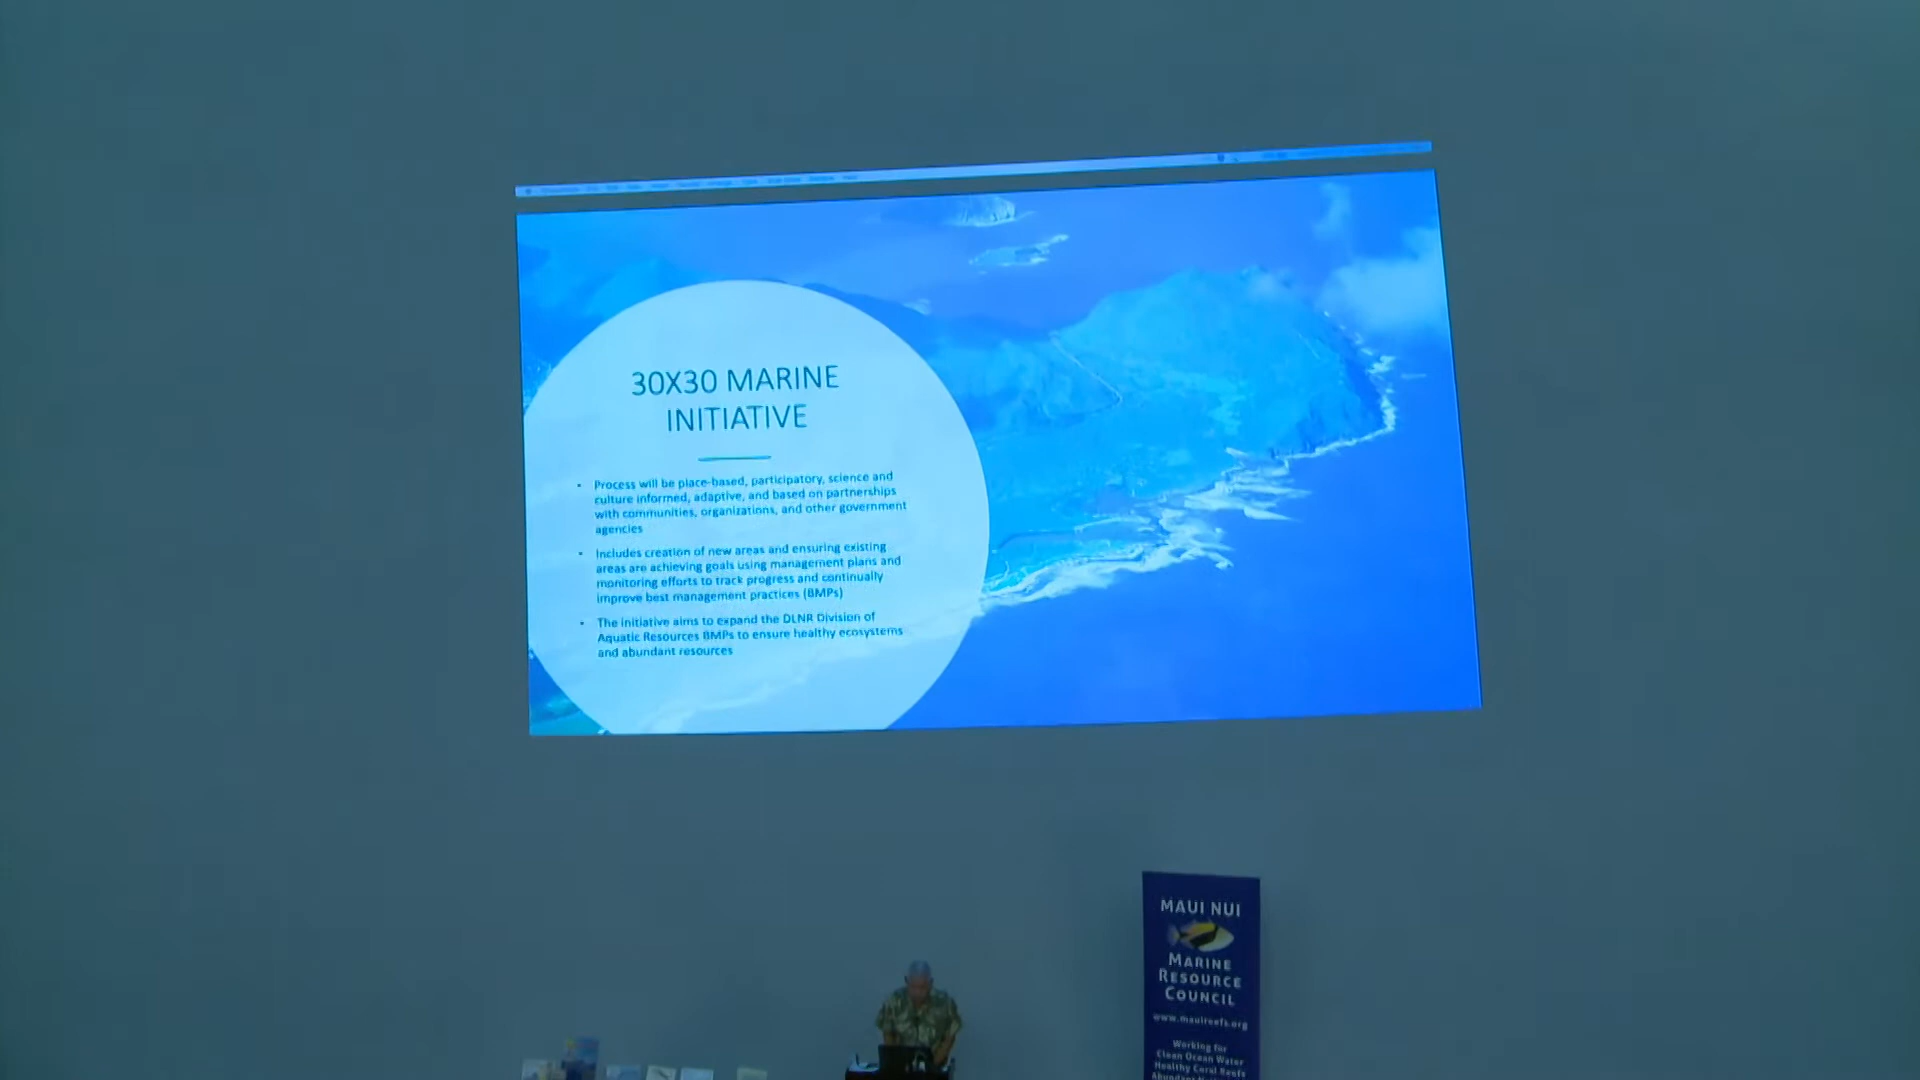 30X30 MARINE
INITIATIVE
• Process will be place-based, participatory, science and
culture informed, adaptive, and based on partnerships
with communities, organizations, and other government
agencies
• Includes creation of new areas and ensuring existing
areas are achieving goals using management plans and
monitoring efforts to track progress and continually
improve best management practices (BMPs)
• The initiative aims to expand the DLNR Division of
Aquatic Resources BMPs to ensure healthy ecosystems
and abundant resources
MAUI NUI
MARINE
RESOURCE
COUNCIL
www.mauireefs.org
Working for
Clean Ocean Water
Healthy Coral Reefs